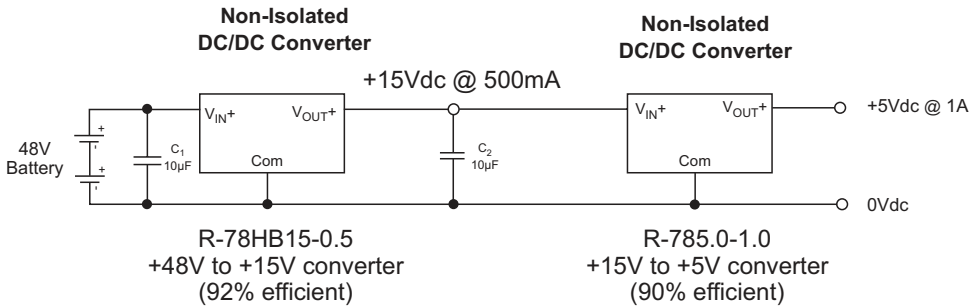 Non-Isolated
DC/DC Converter
Non-Isolated
DC/DC Converter
+15Vdc @ 500mA
VIN+
VOUT+
VIN+
VOUT+
+5Vdc @ 1A
48V
Battery
+
-
+
-
C1
10µF
Com
C2
10µF
Com
0Vdc
R-78HB15-0.5
+48V to +15V converter
(92% efficient)
R-785.0-1.0
+15V to +5V converter
(90% efficient)